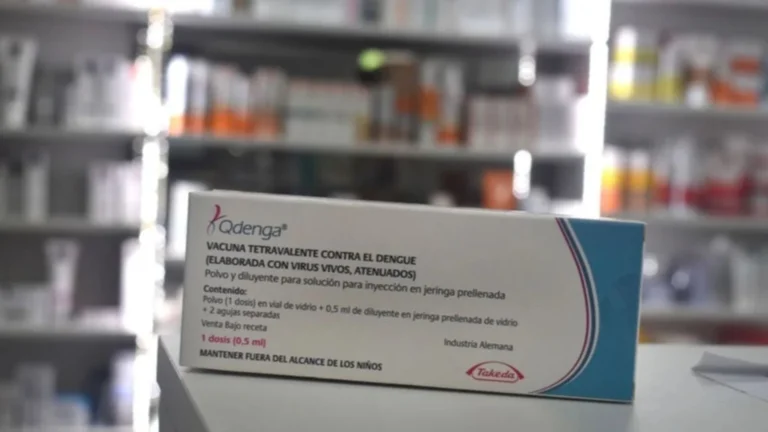 Qdenga®
VACUNA TETRAVALENTE CONTRA EL DENGUE
(ELABORADA CON VIRUS VIVOS, ATENUADOS)
Polvo y diluyente para solución para inyección en jeringa prellenada
Contenido:
Polvo (1 dosis) en vial de vidrio + 0,5 ml de diluyente en jeringa prellenada de vidrio
+ 2 agujas separadas
Venta Bajo receta
Industria Alemana
1 dosis (0,5 ml)
MANTENER FUERA DEL ALCANCE DE LOS NIÑOS
Takeda